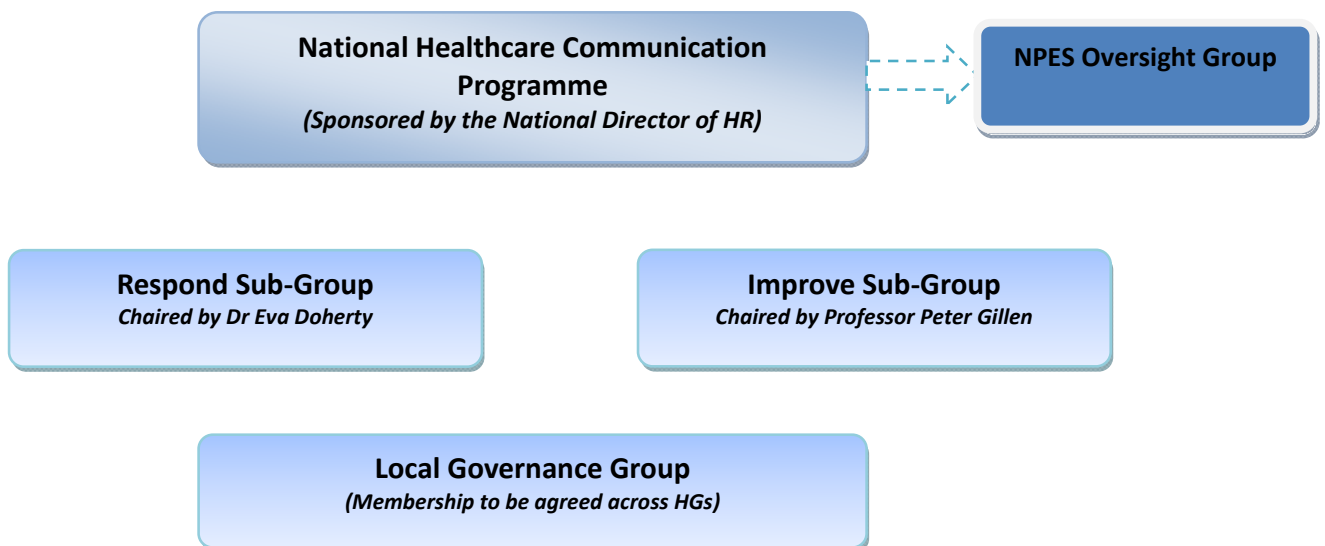 National Healthcare Communication
Programme
(Sponsored by the National Director of HR)
NPES Oversight Group
Respond Sub-Group
Chaired by Dr Eva Doherty
Improve Sub-Group
Chaired by Professor Peter Gillen
Local Governance Group
(Membership to be agreed across HGs)